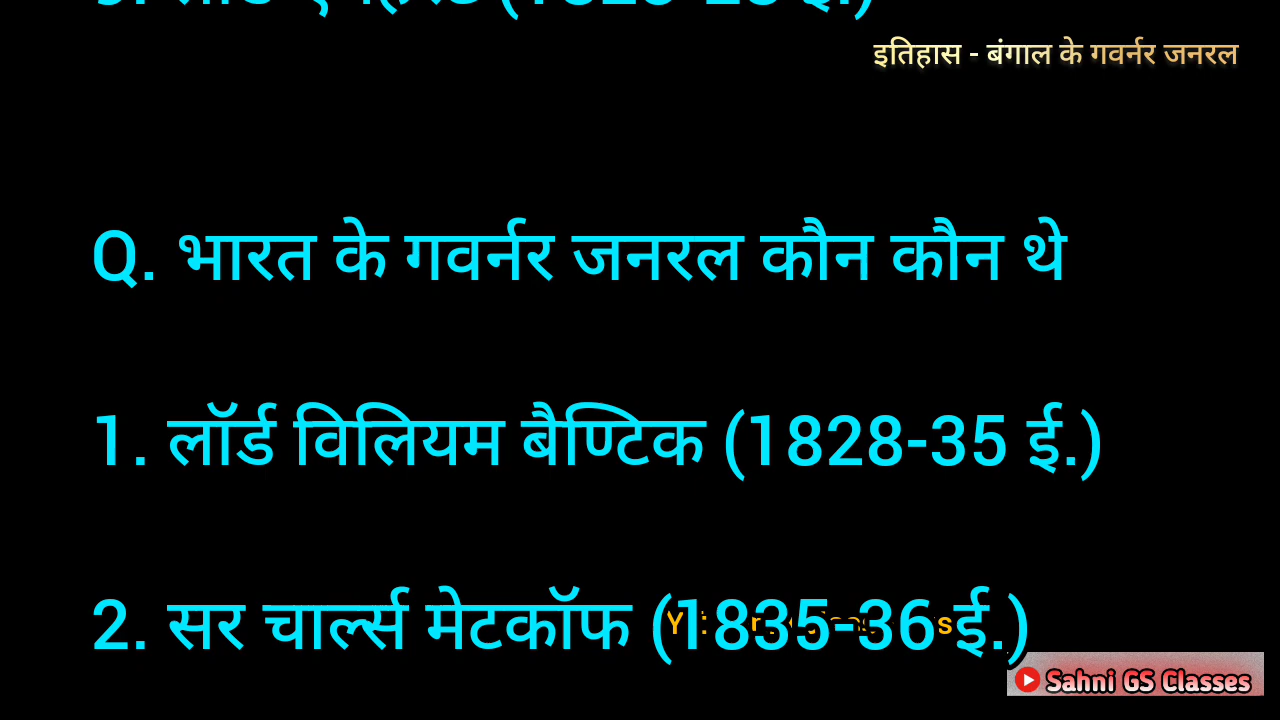 इतिहास - बंगाल के गवर्नर जनरल
Q. भारत के गवर्नर जनरल कौन कौन थे
1. लॉर्ड विलियम बैण्टिक (1828-35 ई.)
2. सर चार्ल्स मेटकॉफ (1835-36 ई.)
Sahni GS Classes